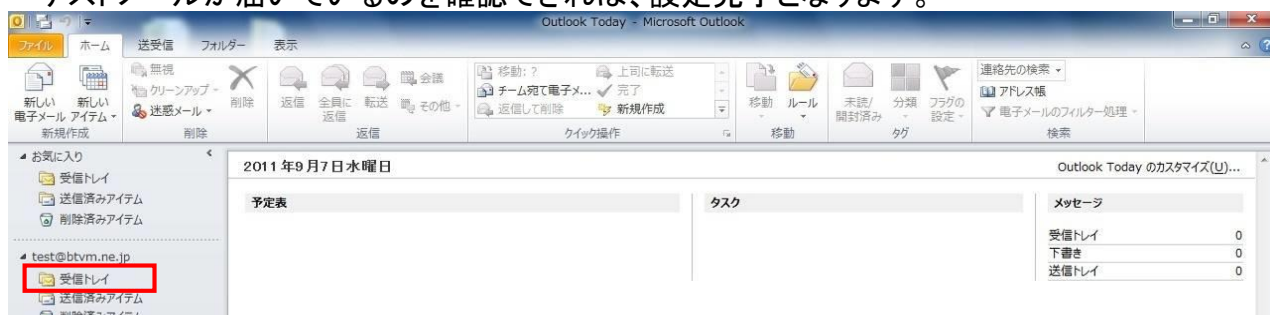 テストメールが届いているのを確認できれば、設定完了となります。
Outlook Today - Microsoft Outlook
ファイル ホーム 送受信 フォルダー 表示
新しい 電子メール
新しい アイテム
新規作成
無視
クリーンアップ
迷惑メール
削除
削除
返信
全員に 返信
転送
会議
その他
返信
移動: ?
チーム宛て電子メ...
返信して削除
上司に転送
完了
新規作成
クイック操作
移動
ルール
移動
未読/ 開封済み
分類
フラグの 設定
タグ
連絡先の検索
アドレス帳
電子メールのフィルター処理
検索
お気に入り
受信トレイ
送信済みアイテム
削除済みアイテム
test@btvm.ne.jp
受信トレイ
送信済みアイテム
2011年9月7日水曜日
Outlook Today のカスタマイズ(U)...
予定表
タスク
メッセージ
受信トレイ 0
下書き 0
送信トレイ 0